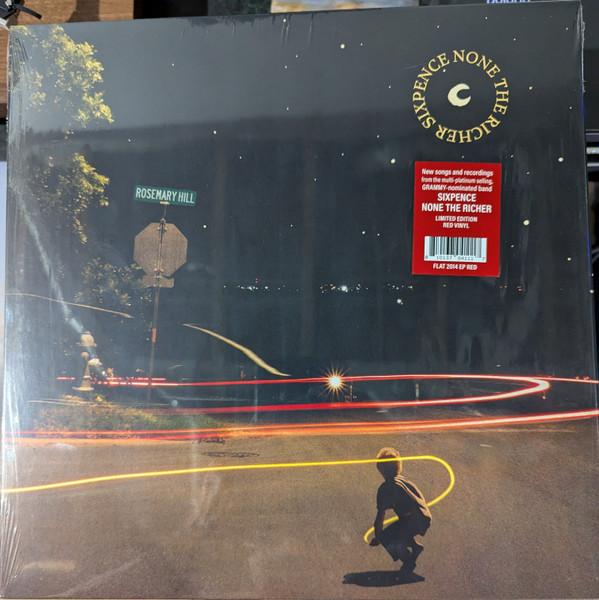 SIXPENCE NONE THE RICHER
New songs and recordings
from the multi-platinum selling,
GRAMMY-nominated band
SIXPENCE
NONE THE RICHER
LIMITED EDITION
RED VINYL
FLAT 2014 EP RED
ROSEMARY HILL